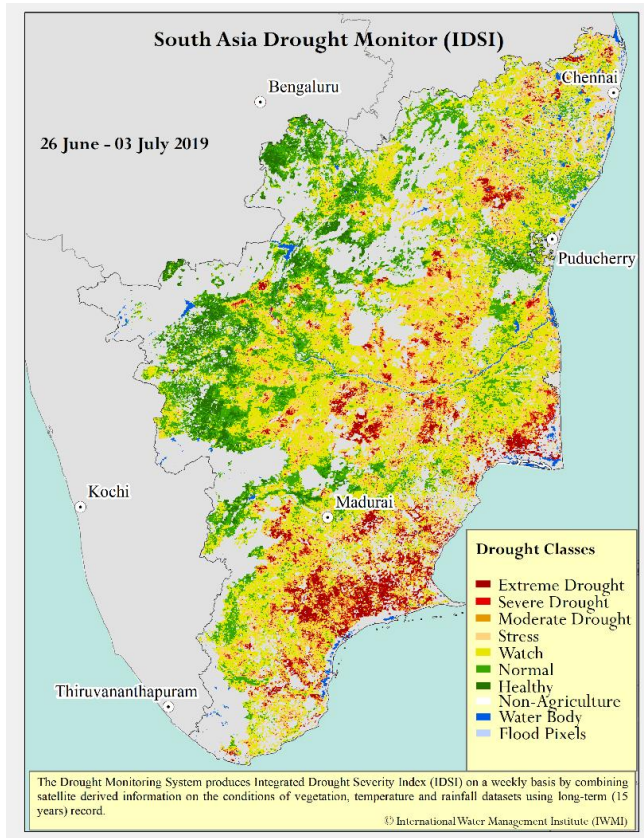 South Asia Drought Monitor (IDSI)
Chennai
Bengaluru
26 June - 03 July 2019
Puducherry
Kochi
Madurai
Drought Classes
Extreme Drought
Severe Drought
Moderate Drought
Stress
Watch
Normal
Healthy
Non-Agriculture
Water Body
Flood Pixels
Thiruvananthapuram
The Drought Monitoring System produces Integrated Drought Severity Index (IDSI) on a weekly basis by combining
satellite derived information on the conditions of vegetation, temperature and rainfall datasets using long-term (15
years) record.
© International Water Management Institute (IWMI)